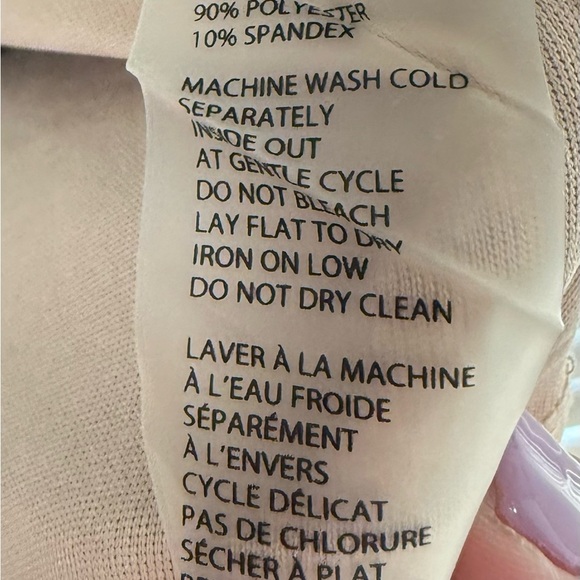 90% POLYESTER
10% SPANDEX
MACHINE WASH COLD
SEPARATELY
INSIDE OUT
AT GENTLE CYCLE
DO NOT BLEACH
LAY FLAT TO DRY
IRON ON LOW
DO NOT DRY CLEAN
LAVER À LA MACHINE
À L'EAU FROIDE
SÉPARÉMENT
À L'ENVERS
CYCLE DÉLICAT
PAS DE CHLORURE
SÉCHER À PLAT